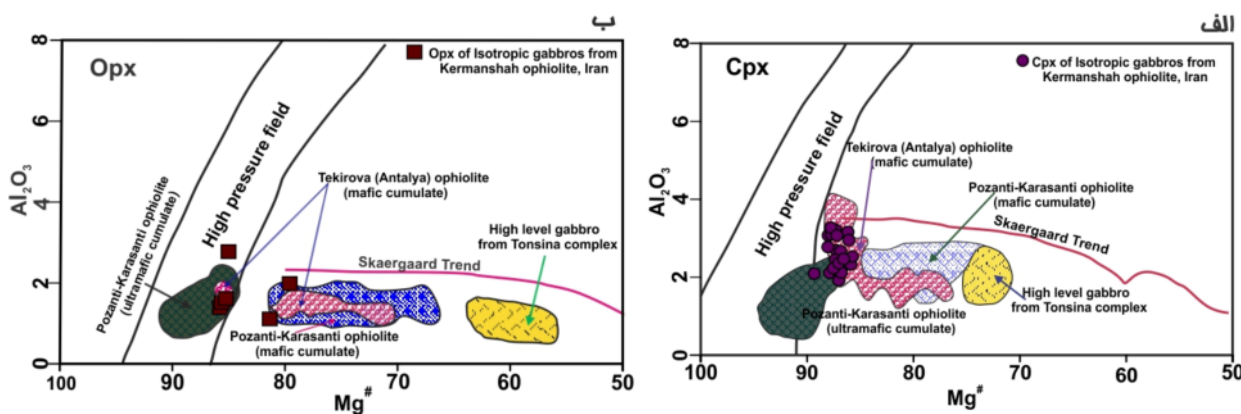 ب
Opx
Opx of Isotropic gabbros from
Kermanshah ophiolite, Iran
High pressure field
Pozanti-Karasanti ophiolite
(ultramafic cumulate)
Tekirova (Antalya) ophiolite
(mafic cumulate)
High level gabbro
from Tonsina complex
Skaergaard Trend
Pozanti-Karasanti ophiolite
(mafic cumulate)
Al2O3
8
6
4
2
0
100
90
80
70
60
50
Mg#
الف
Cpx
Cpx of Isotropic gabbros from
Kermanshah ophiolite, Iran
High pressure field
Tekirova (Antalya) ophiolite
(mafic cumulate)
Pozanti-Karasanti ophiolite
(mafic cumulate)
Skaergaard Trend
High level gabbro
from Tonsina complex
Pozanti-Karasanti ophiolite
(ultramafic cumulate)
Al2O3
8
6
4
2
0
100
90
80
70
60
50
Mg#